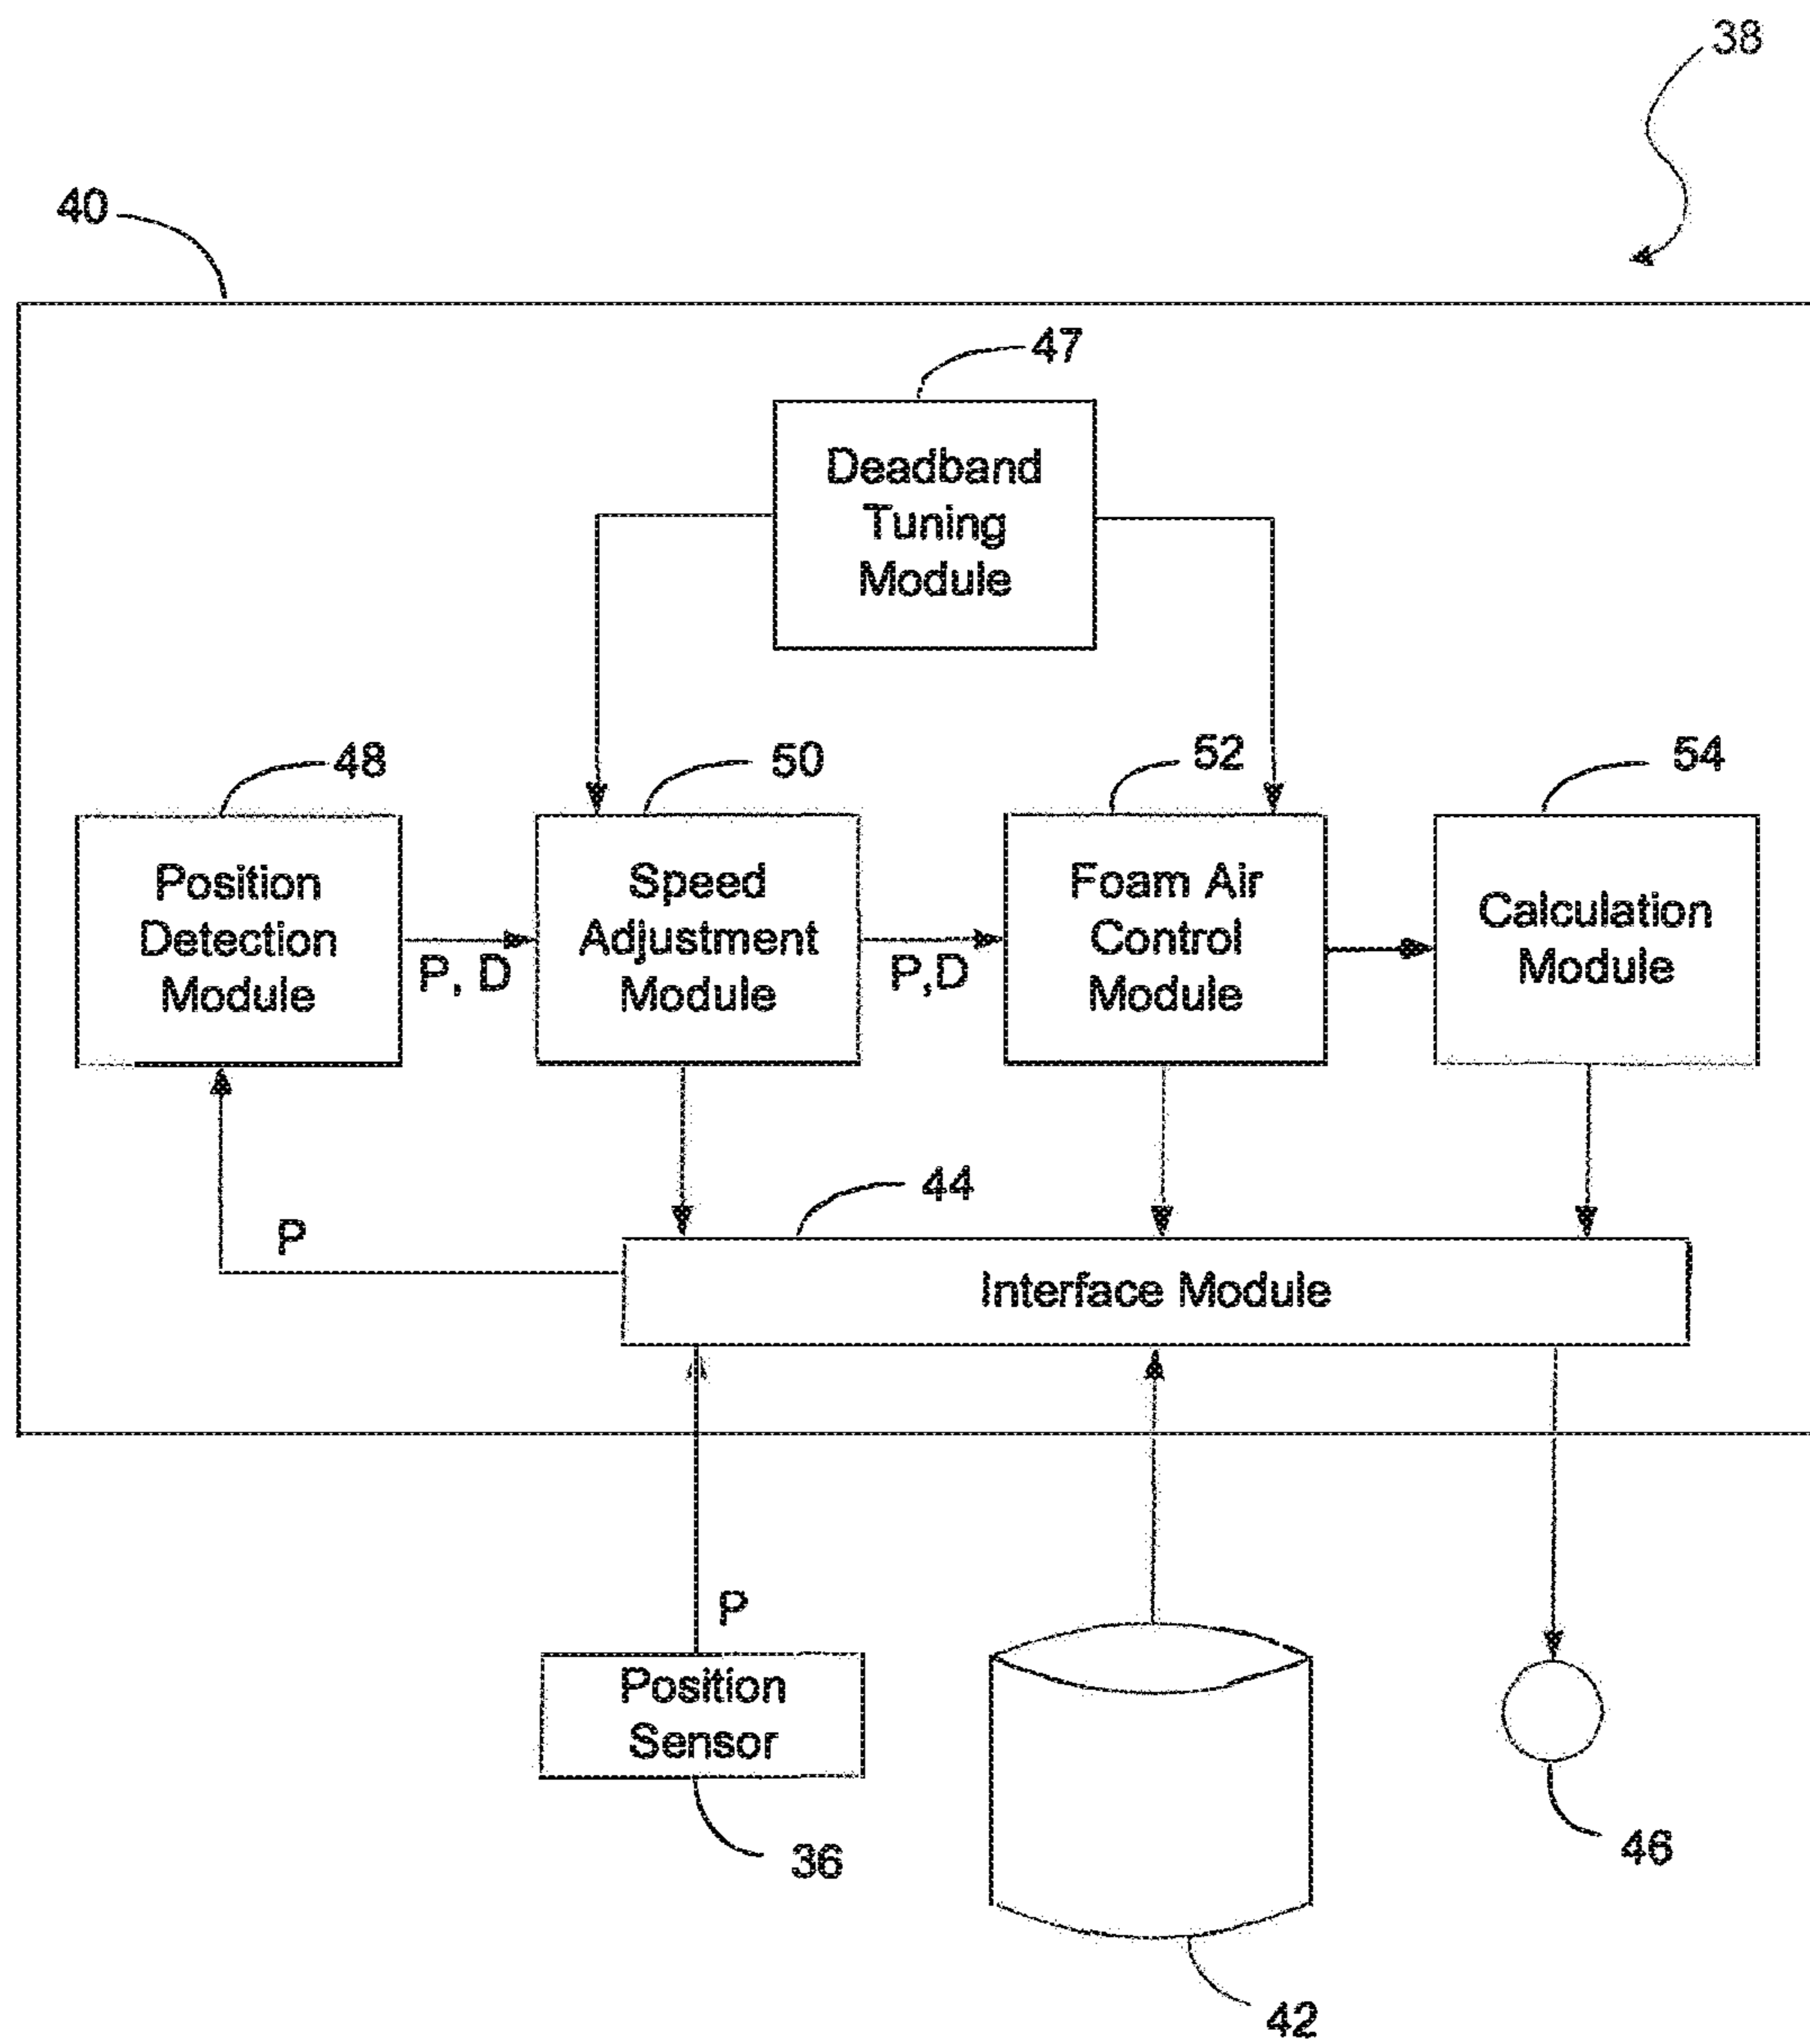 38
40
47
Deadband
Tuning
Module
48
50
52
54
Position
Detection
Module
P, D
Speed
Adjustment
Module
P,D
Foam Air
Control
Module
Calculation
Module
44
P
Interface Module
P
Position
Sensor
36
46
42